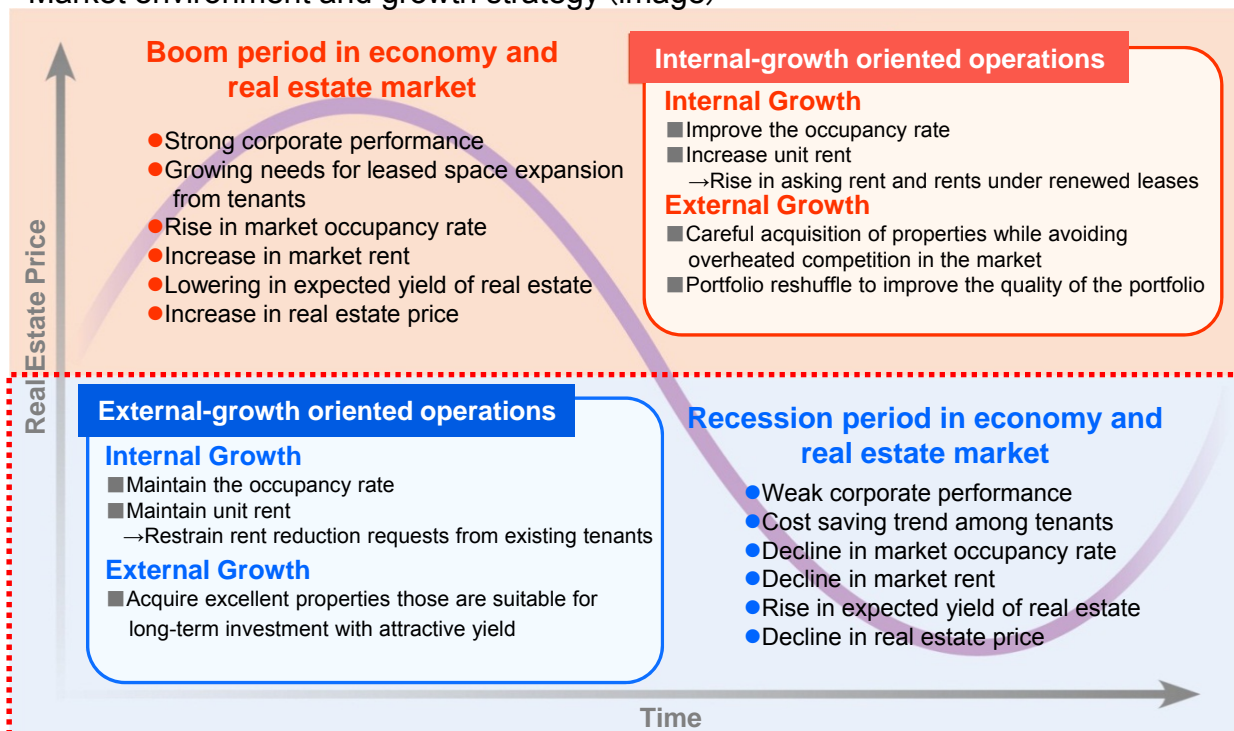 Market environment and growth strategy (image)
Boom period in economy and
real estate market
●Strong corporate performance
●Growing needs for leased space expansion
from tenants
●Rise in market occupancy rate
●Increase in market rent
●Lowering in expected yield of real estate
●Increase in real estate price
Internal-growth oriented operations
Internal Growth
■Improve the occupancy rate
■Increase unit rent
→Rise in asking rent and rents under renewed leases
External Growth
■Careful acquisition of properties while avoiding
overheated competition in the market
■Portfolio reshuffle to improve the quality of the portfolio
Real Estate Price
External-growth oriented operations
Internal Growth
■Maintain the occupancy rate
■Maintain unit rent
→Restrain rent reduction requests from existing tenants
External Growth
■Acquire excellent properties those are suitable for
long-term investment with attractive yield
Recession period in economy and
real estate market
●Weak corporate performance
●Cost saving trend among tenants
●Decline in market occupancy rate
●Decline in market rent
●Rise in expected yield of real estate
●Decline in real estate price
Time